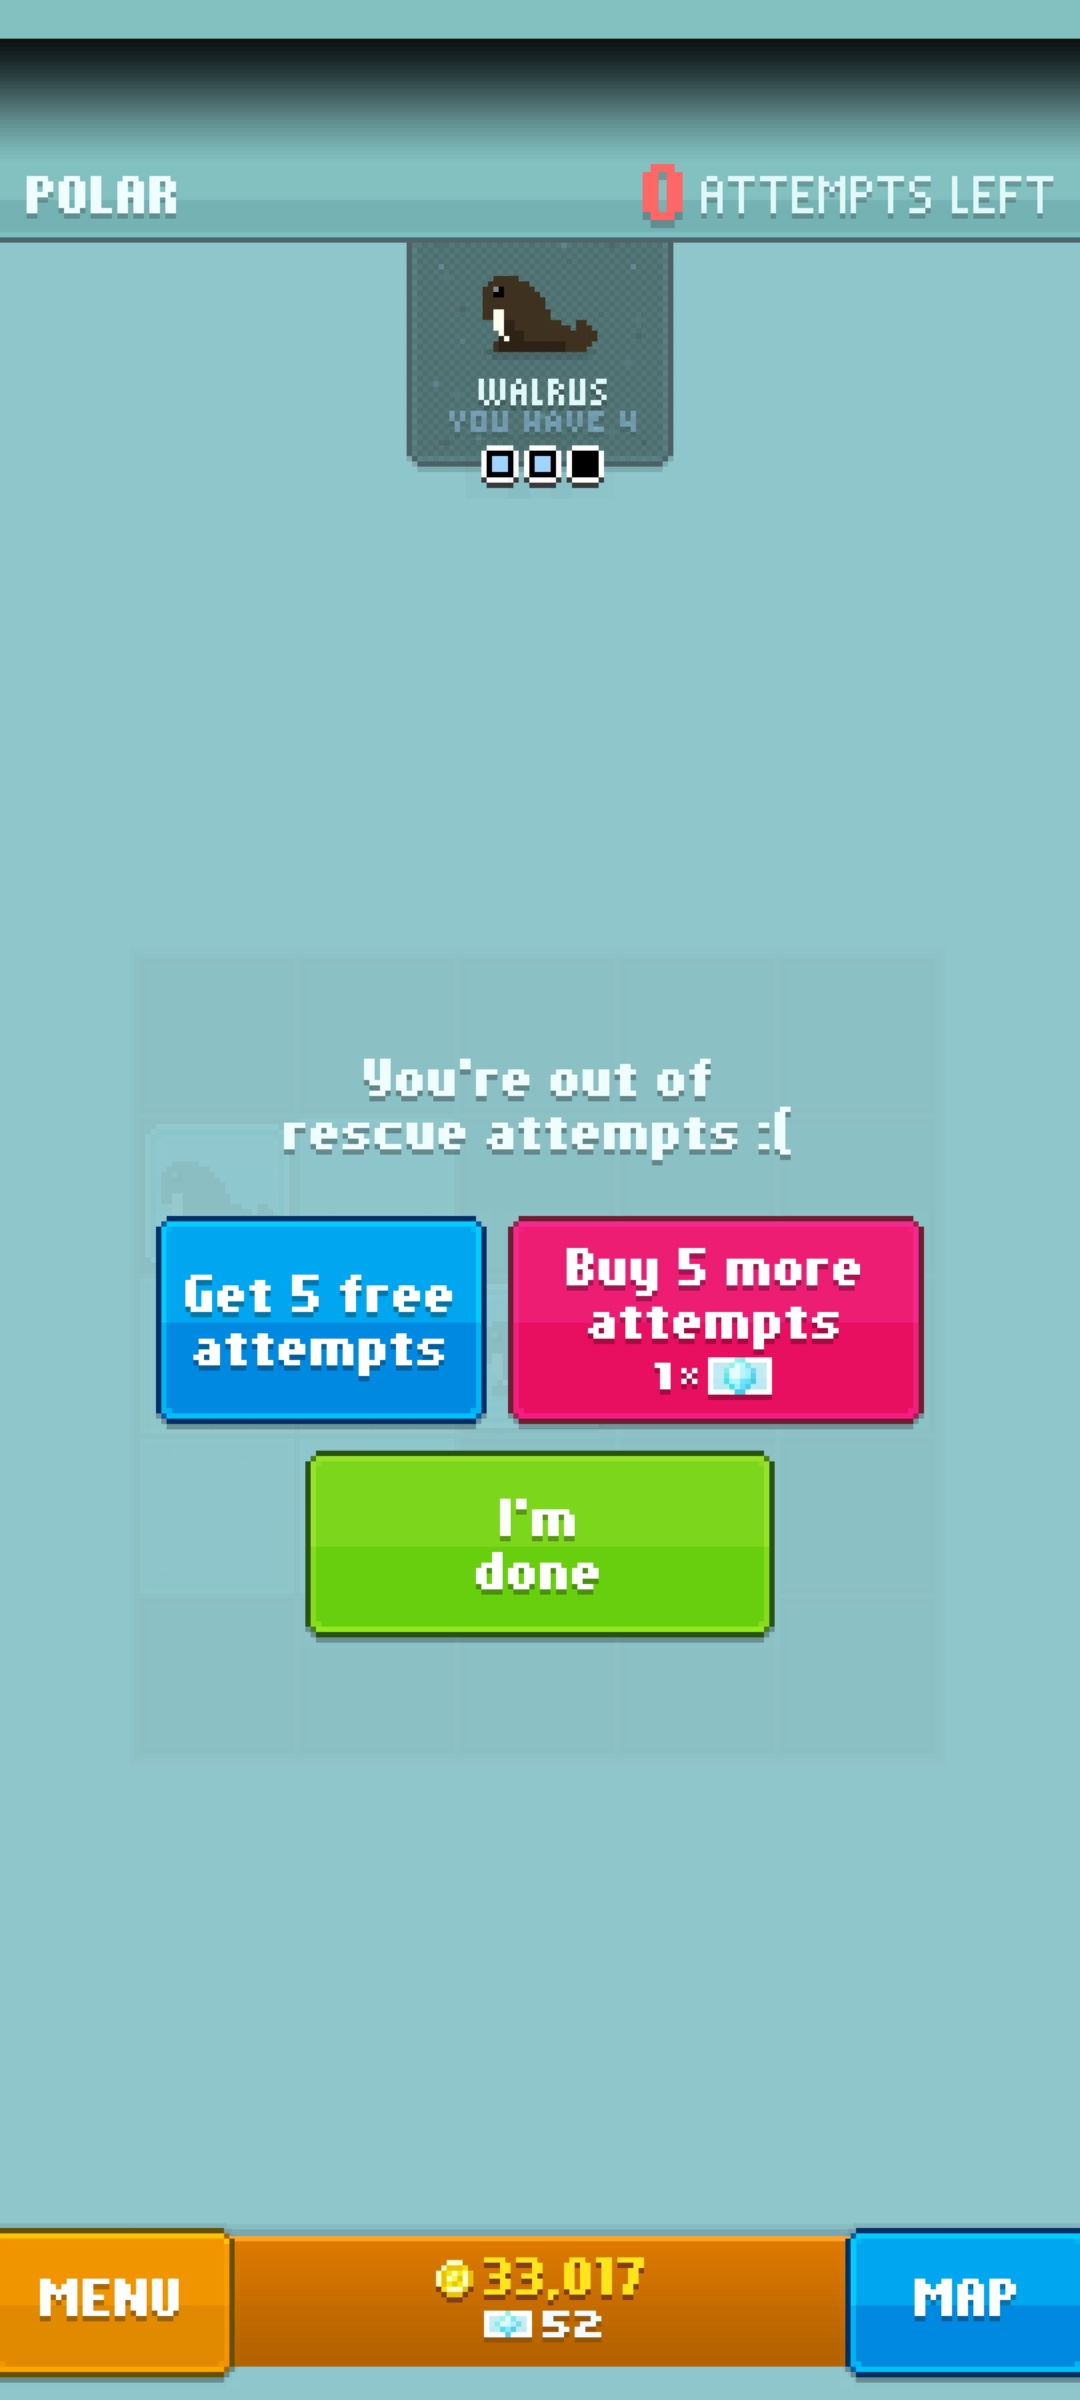 POLAR
0 ATTEMPTS LEFT
WALRUS
YOU HAVE 4
You're out of
rescue attempts :(
Get 5 free
attempts
Buy 5 more
attempts
1×
I'm
done
MENU
33,017
52
MAP